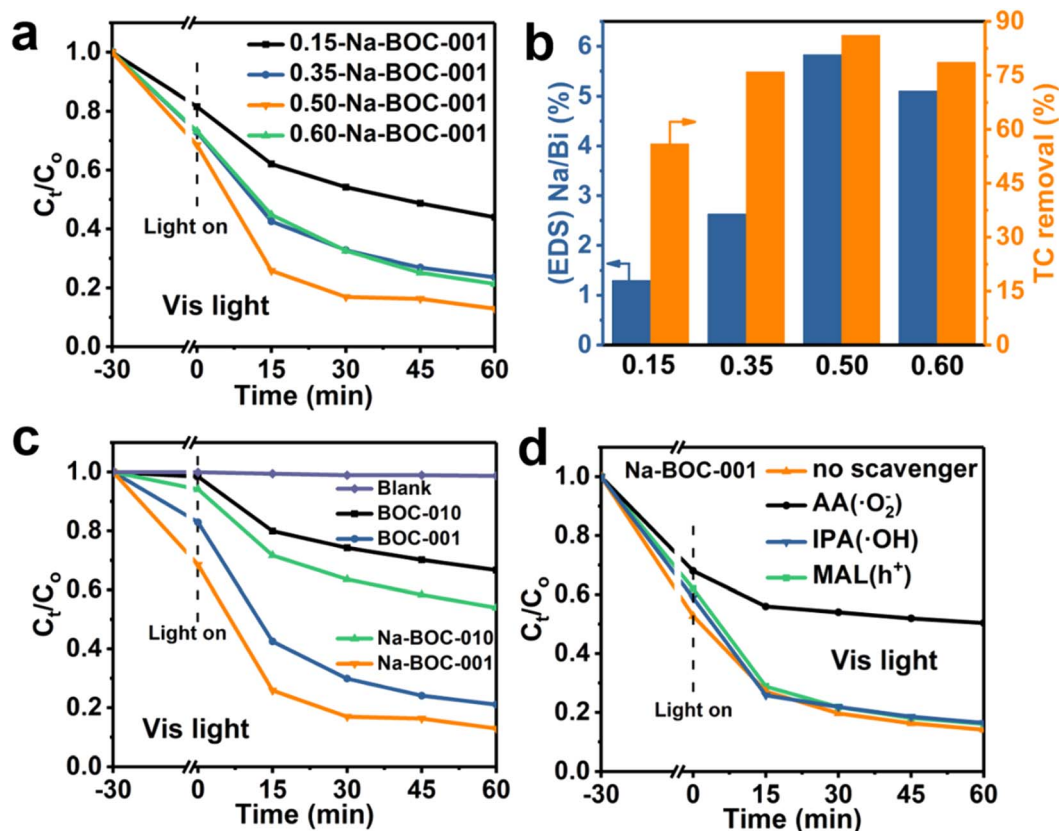 a
1.0
0.8
0.6
0.4
0.2
0.0
C_t/C_o
0.15-Na-BOC-001
0.35-Na-BOC-001
0.50-Na-BOC-001
0.60-Na-BOC-001
Light on
Vis light
-30 0 15 30 45 60
Time (min)
b
6
5
4
3
2
1
0
(EDS) Na/Bi (%)
90
75
60
45
30
15
0
TC removal (%)
0.15 0.35 0.50 0.60
c
1.0
0.8
0.6
0.4
0.2
0.0
C_t/C_o
Blank
BOC-010
BOC-001
Light on
Na-BOC-010
Na-BOC-001
Vis light
-30 0 15 30 45 60
Time (min)
d
1.0
0.8
0.6
0.4
0.2
0.0
C_t/C_o
Na-BOC-001
no scavenger
AA(·O₂⁻)
IPA(·OH)
MAL(h⁺)
Vis light
Light on
-30 0 15 30 45 60
Time (min)